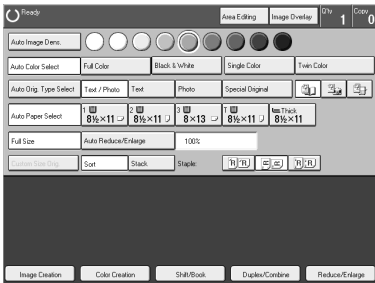 Ready Area Editing Image Overlay Q'ty 1 Copy 0
Auto Image Dens.
Auto Color Select Full Color Black & White Single Color Twin Color
Auto Orig. Type Select Text / Photo Text Photo Special Original
Auto Paper Select 1 8½×11 2 8½×11 3 8×13 T 8½×11 Thick 8½×11
Full Size Auto Reduce/Enlarge 100%
Custom Size Orig. Sort Stack Staple: R R R R
Image Creation Color Creation Shift/Book Duplex/Combine Reduce/Enlarge